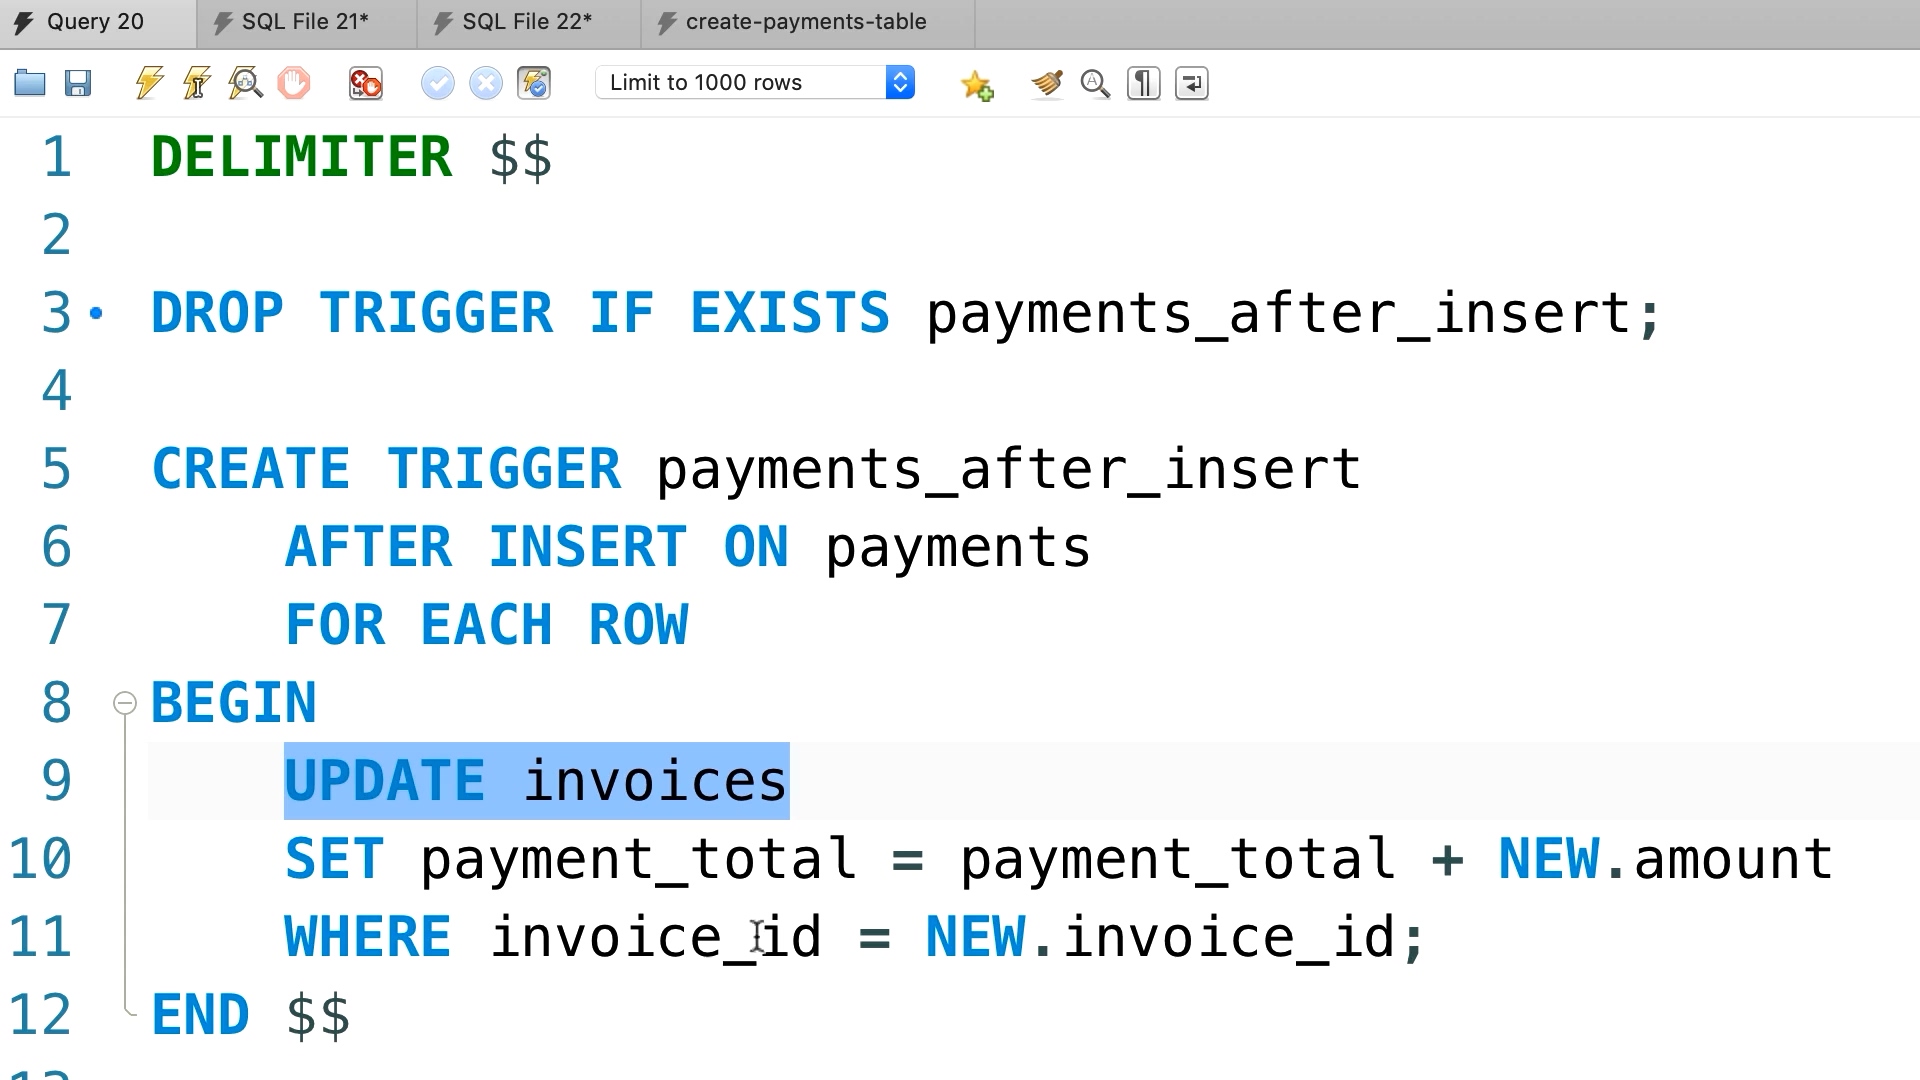 Query 20
SQL File 21*
SQL File 22*
create-payments-table
Limit to 1000 rows
1 DELIMITER $$
2
3 DROP TRIGGER IF EXISTS payments_after_insert;
4
5 CREATE TRIGGER payments_after_insert
6 AFTER INSERT ON payments
7 FOR EACH ROW
8 BEGIN
9 UPDATE invoices
10 SET payment_total = payment_total + NEW.amount
11 WHERE invoice_id = NEW.invoice_id;
12 END $$
13